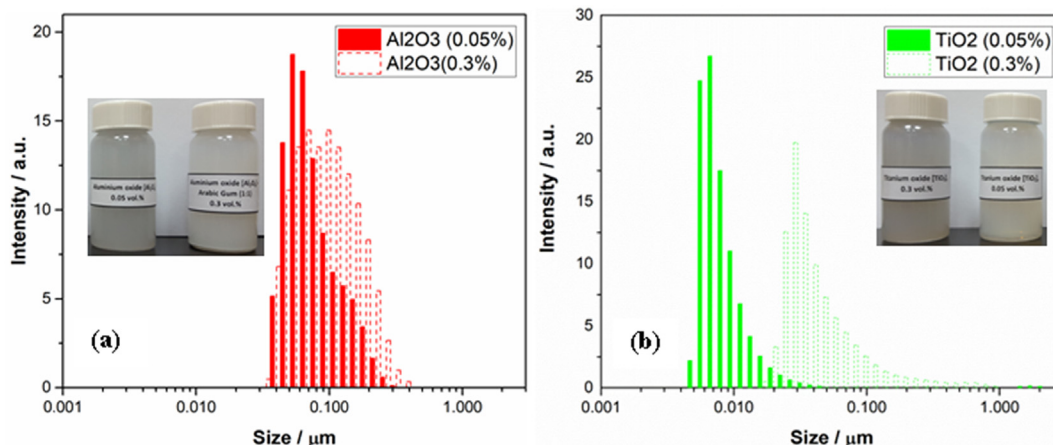 Al2O3 (0.05%)
Al2O3(0.3%)
20
15
10
5
0
Intensity / a.u.
Aluminium oxide [Al₂
0.05 vol.%
Aluminium oxide [Al₂O₃]
Arabic Gum [1:1]
0.3 vol.%
(a)
0.001
0.010
0.100
1.000
Size / μm
TiO2 (0.05%)
TiO2 (0.3%)
30
25
20
15
10
5
0
Intensity / a.u.
Titanium oxide [TiO₂]
0.3 vol.%
Titanium oxide [TiO₂]
0.05 vol.%
(b)
0.001
0.010
0.100
1.000
Size / μm